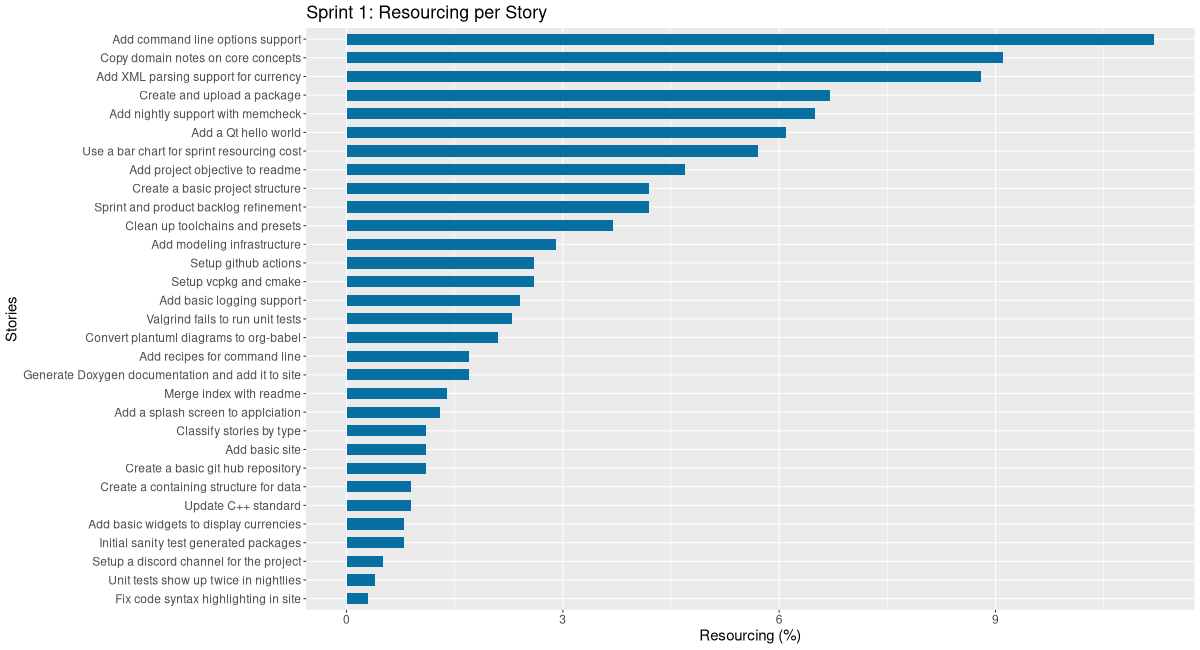 Sprint 1: Resourcing per Story
Add command line options support
Copy domain notes on core concepts
Add XML parsing support for currency
Create and upload a package
Add nightly support with memcheck
Add a Qt hello world
Use a bar chart for sprint resourcing cost
Add project objective to readme
Create a basic project structure
Sprint and product backlog refinement
Clean up toolchains and presets
Add modeling infrastructure
Setup github actions
Setup vcpkg and cmake
Add basic logging support
Valgrind fails to run unit tests
Convert plantuml diagrams to org-babel
Add recipes for command line
Generate Doxygen documentation and add it to site
Merge index with readme
Add a splash screen to applciation
Classify stories by type
Add basic site
Create a basic git hub repository
Create a containing structure for data
Update C++ standard
Add basic widgets to display currencies
Initial sanity test generated packages
Setup a discord channel for the project
Unit tests show up twice in nightlies
Fix code syntax highlighting in site
Stories
0 3 6 9
Resourcing (%)